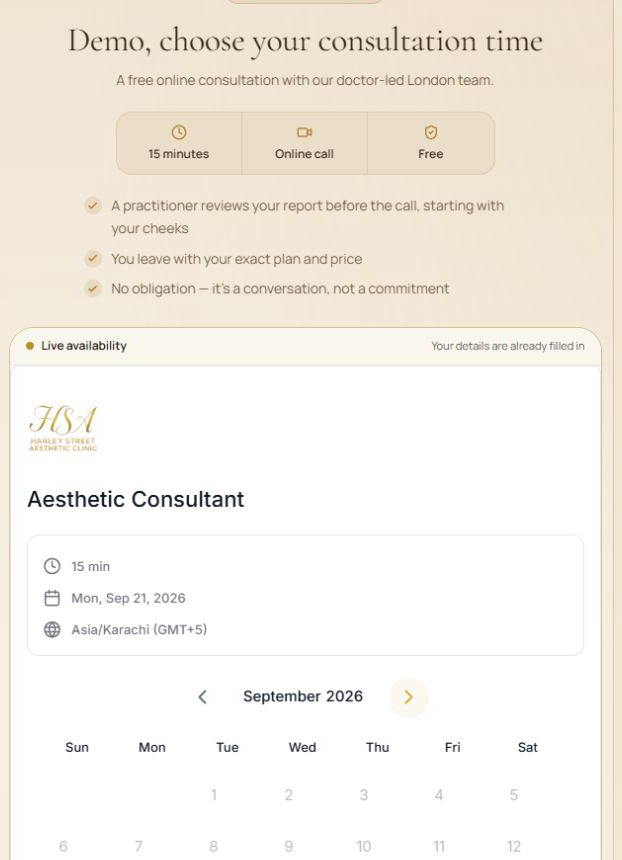 Demo, choose your consultation time
A free online consultation with our doctor-led London team.
15 minutes
Online call
Free
A practitioner reviews your report before the call, starting with
your cheeks
You leave with your exact plan and price
No obligation — it's a conversation, not a commitment
Live availability
Your details are already filled in
HSA
HARLEY STREET
AESTHETIC CLINIC
Aesthetic Consultant
15 min
Mon, Sep 21, 2026
Asia/Karachi (GMT+5)
September 2026
Sun Mon Tue Wed Thu Fri Sat
1 2 3 4 5
6 7 8 9 10 11 12